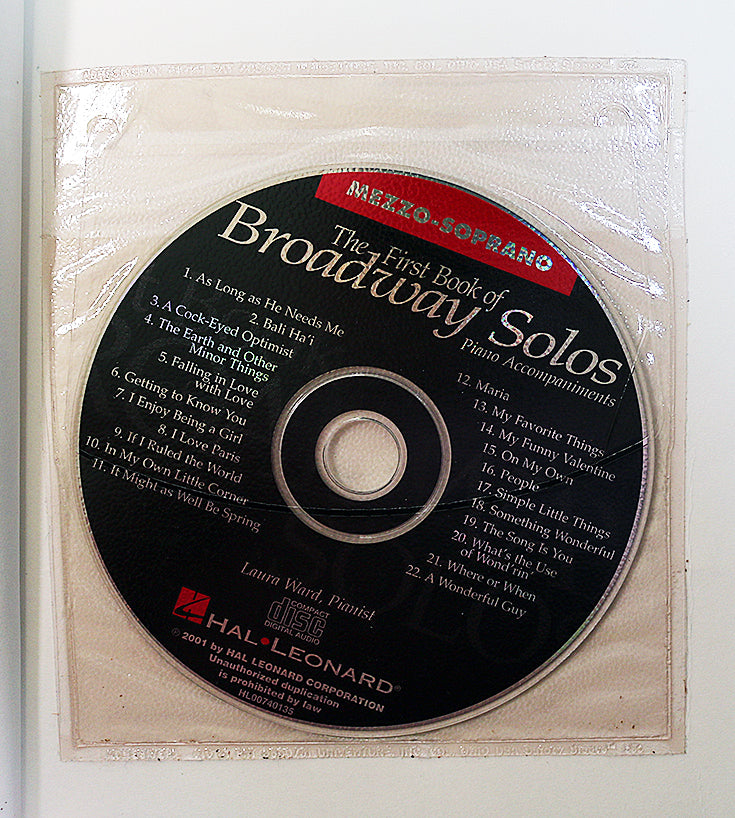 MEZZO-SOPRANO
The First Book of
Broadway Solos
Piano Accompaniments
1. As Long as He Needs Me
2. Bali Ha'i
3. A Cock-Eyed Optimist
4. The Earth and Other
Minor Things
5. Falling in Love
with Love
6. Getting to Know You
7. I Enjoy Being a Girl
8. I Love Paris
9. If I Ruled the World
10. In My Own Little Corner
11. It Might as Well Be Spring
12. Maria
13. My Favorite Things
14. My Funny Valentine
15. On My Own
16. People
17. Simple Little Things
18. Something Wonderful
19. The Song Is You
20. What's the Use
of Wond'rin'
21. Where or When
22. A Wonderful Guy
Laura Ward, Pianist
COMPACT
disc
DIGITAL AUDIO
HAL•LEONARD®
℗ 2001 by HAL LEONARD CORPORATION
Unauthorized duplication
is prohibited by law
HL00740135
SOLOS